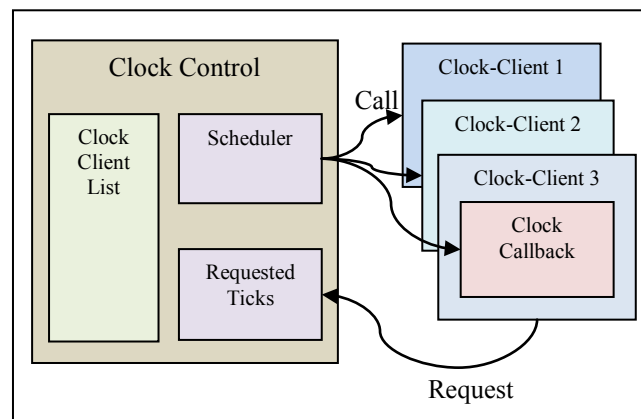 Clock Control
Clock
Client
List
Scheduler
Requested
Ticks
Call
Clock-Client 1
Clock-Client 2
Clock-Client 3
Clock
Callback
Request